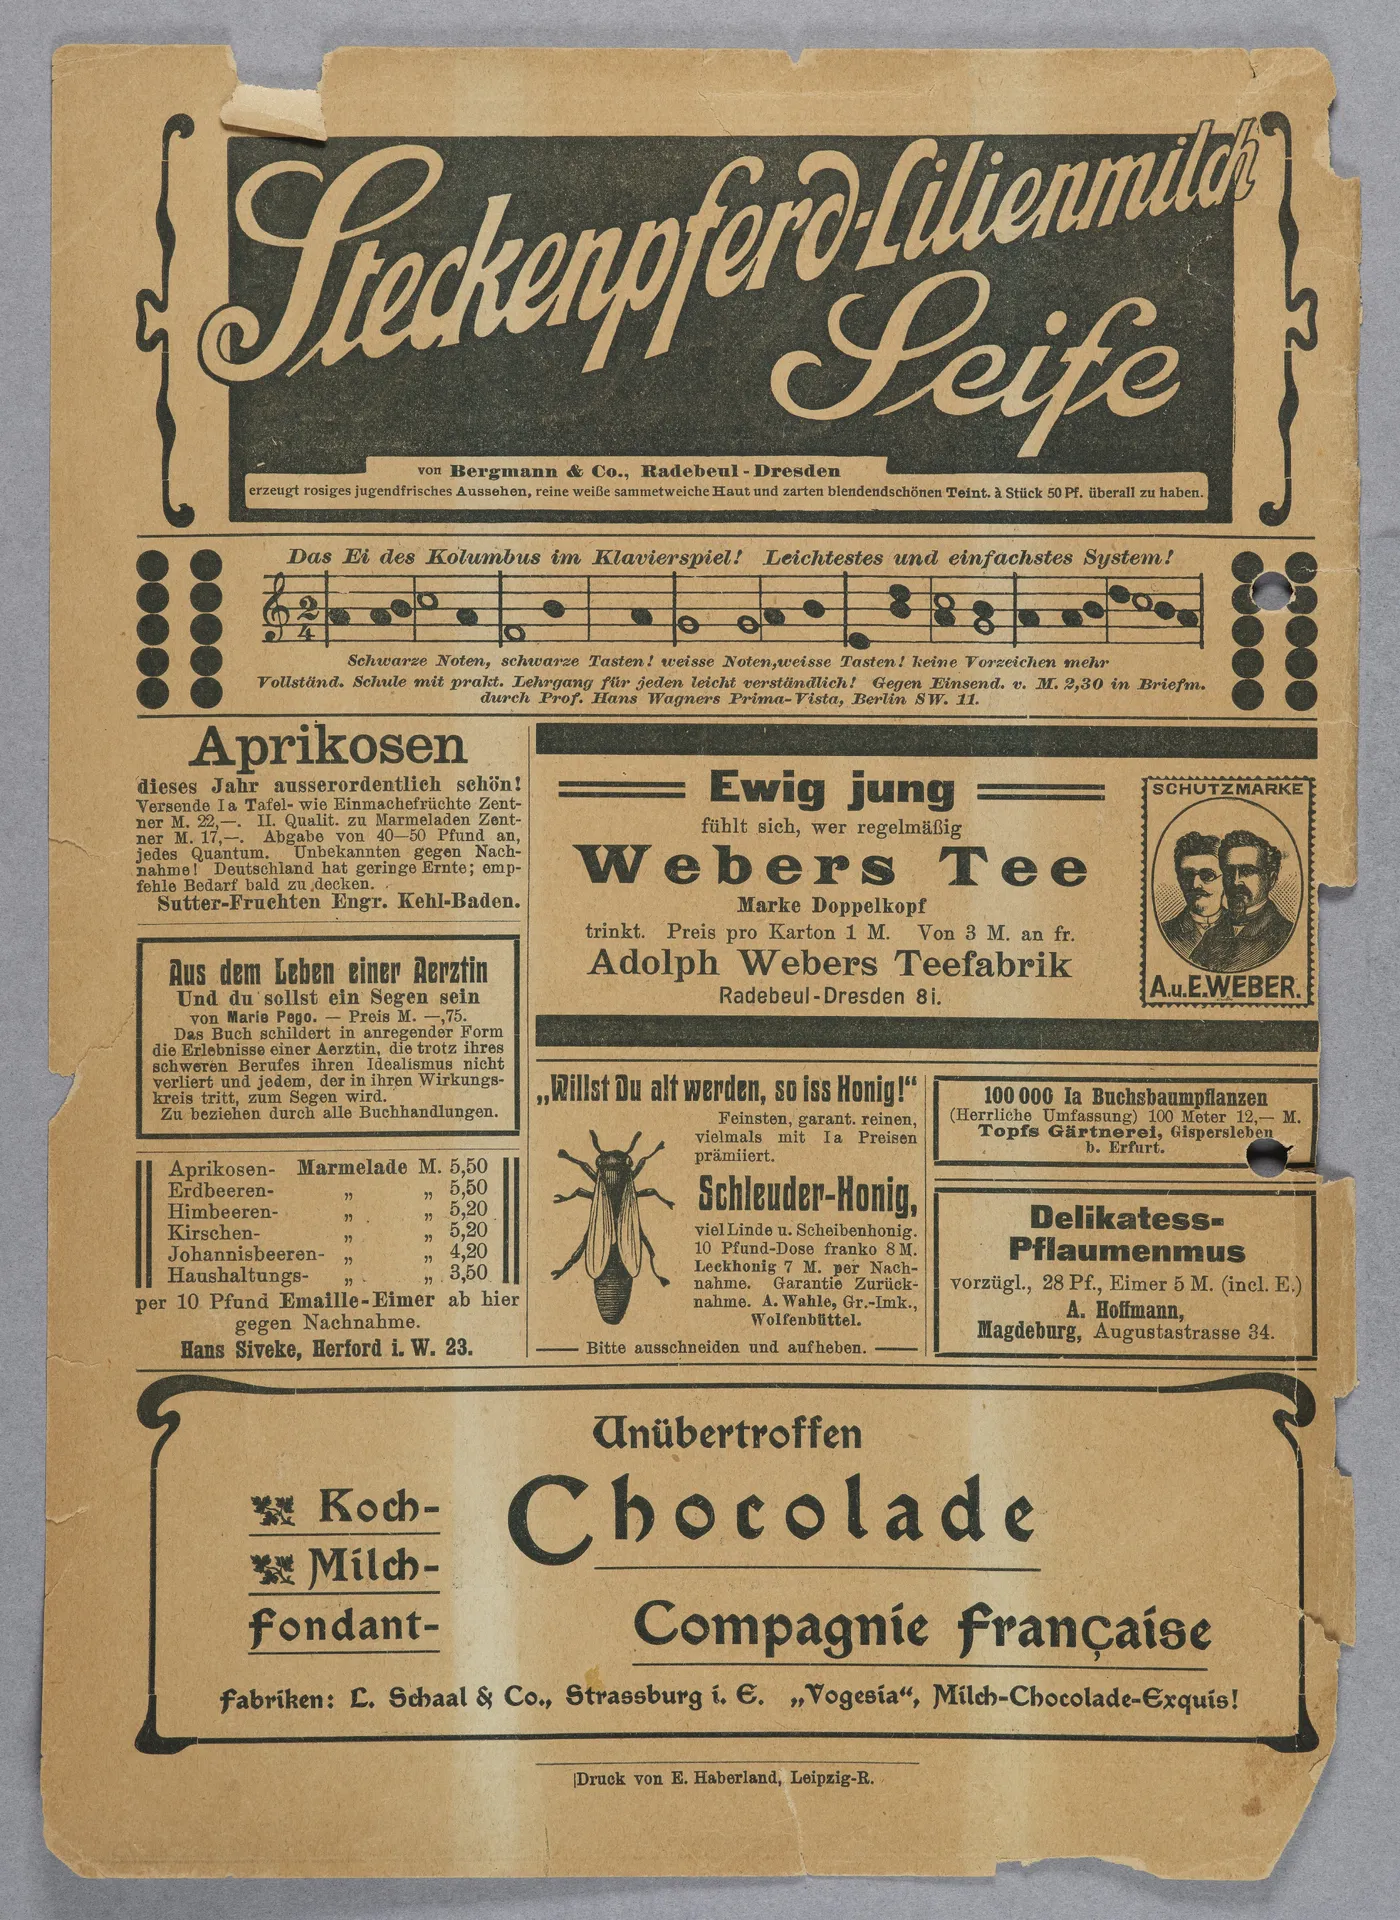 Steckenpferd-Lilienmilch
Seife
von Bergmann & Co., Radebeul-Dresden
erzeugt rosiges jugendfrisches Aussehen, reine weiße sammetweiche Haut und zarten blendendschönen Teint. à Stück 50 Pf. überall zu haben.
Das Ei des Kolumbus im Klavierspiel! Leichtestes und einfachstes System!
2
4
Schwarze Noten, schwarze Tasten! weisse Noten, weisse Tasten! keine Vorzeichen mehr
Vollständ. Schule mit prakt. Lehrgang für jeden leicht verständlich! Gegen Einsend. v. M. 2,30 in Briefm.
durch Prof. Hans Wagners Prima-Vista, Berlin SW. 11.
Aprikosen
dieses Jahr ausserordentlich schön!
Versende Ia Tafel- wie Einmachefrüchte Zent-
ner M. 22,—. II. Qualit. zu Marmeladen Zent-
ner M. 17,—. Abgabe von 40—50 Pfund an,
jedes Quantum. Unbekannten gegen Nach-
nahme! Deutschland hat geringe Ernte; emp-
fehle Bedarf bald zu decken.
Sutter-Fruchten Engr. Kehl-Baden.
Aus dem Leben einer Aerztin
Und du sollst ein Segen sein
von Marie Pego. — Preis M. —,75.
Das Buch schildert in anregender Form
die Erlebnisse einer Aerztin, die trotz ihres
schweren Berufes ihren Idealismus nicht
verliert und jedem, der in ihren Wirkungs-
kreis tritt, zum Segen wird.
Zu beziehen durch alle Buchhandlungen.
Aprikosen- Marmelade M. 5,50
Erdbeeren- „ „ 5,50
Himbeeren- „ „ 5,20
Kirschen- „ „ 5,20
Johannisbeeren- „ „ 4,20
Haushaltungs- „ „ 3,50
per 10 Pfund Emaille-Eimer ab hier
gegen Nachnahme.
Hans Siveke, Herford i. W. 23.
Ewig jung
fühlt sich, wer regelmäßig
Webers Tee
Marke Doppelkopf
trinkt. Preis pro Karton 1 M. Von 3 M. an fr.
Adolph Webers Teefabrik
Radebeul-Dresden 8i.
SCHUTZMARKE
A.u.E.WEBER.
„Willst Du alt werden, so iss Honig!“
Feinsten, garant. reinen,
vielmals mit Ia Preisen
prämiiert.
Schleuder-Honig,
viel Linde u. Scheibenhonig.
10 Pfund-Dose franko 8 M.
Leckhonig 7 M. per Nach-
nahme. Garantie Zurück-
nahme. A. Wahle, Gr.-Imk.,
Wolfenbüttel.
Bitte ausschneiden und aufheben.
100 000 Ia Buchsbaumpflanzen
(Herrliche Umfassung) 100 Meter 12,— M.
Topfs Gärtnerei, Gispersleben
b. Erfurt.
Delikatess-
Pflaumenmus
vorzügl., 28 Pf., Eimer 5 M. (incl. E.)
A. Hoffmann,
Magdeburg, Augustastrasse 34.
Unübertroffen
Koch-
Milch-
Fondant-
Chocolade
Compagnie Française
Fabriken: L. Schaal & Co., Strassburg i. E. „Vogesia“, Milch-Chocolade-Exquis!
Druck von E. Haberland, Leipzig-R.